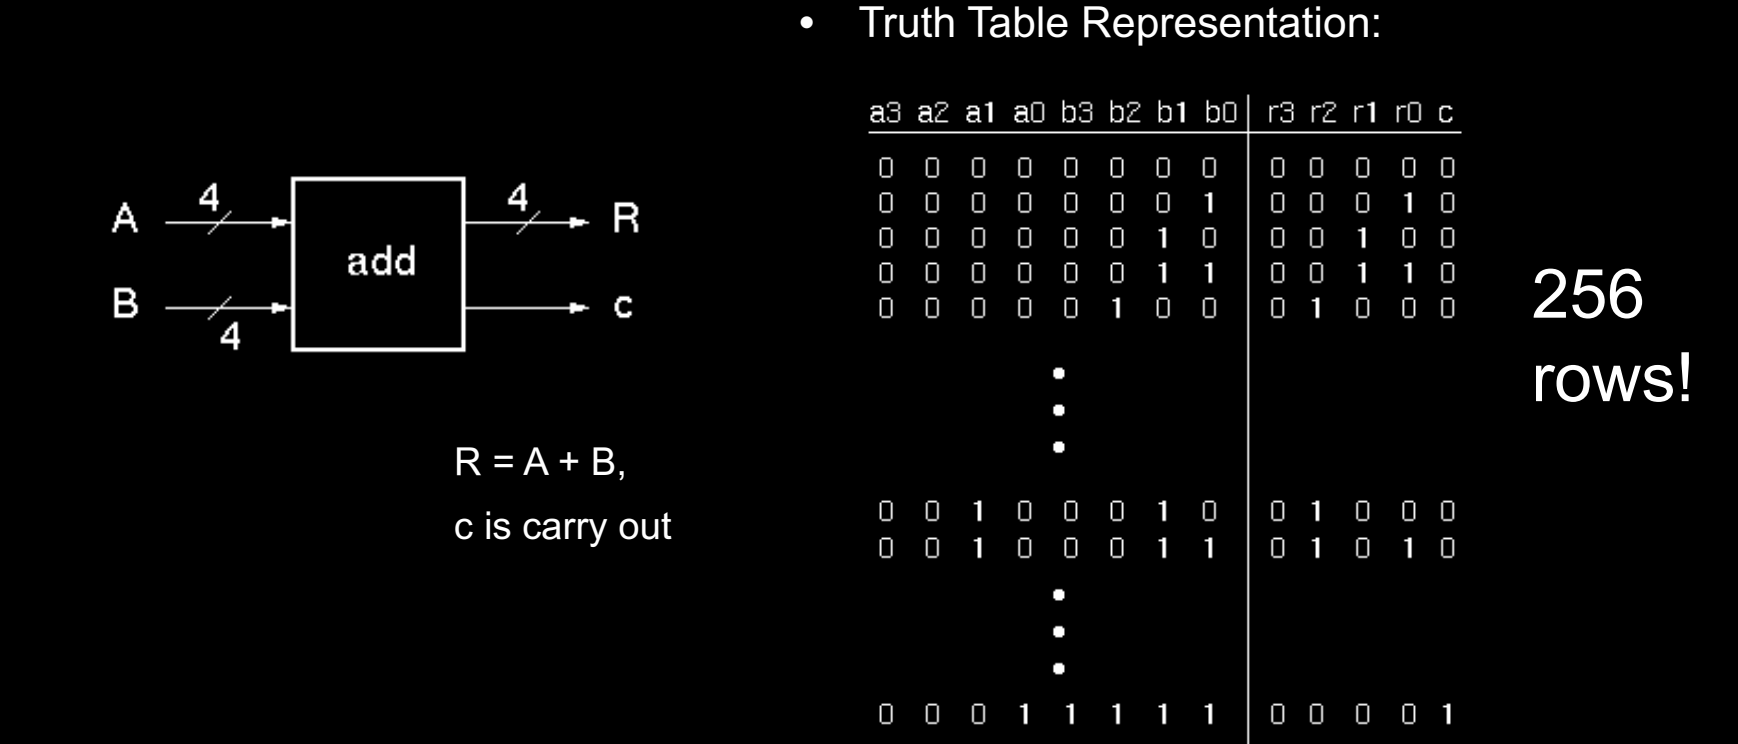 • Truth Table Representation:
A 4 add 4 R
B 4 c
R = A + B,
c is carry out
a3 a2 a1 a0 b3 b2 b1 b0 r3 r2 r1 r0 c
0 0 0 0 0 0 0 0 0 0 0 0 0
0 0 0 0 0 0 0 1 0 0 0 1 0
0 0 0 0 0 0 1 0 0 0 1 0 0
0 0 0 0 0 0 1 1 0 0 1 1 0
0 0 0 0 0 1 0 0 0 1 0 0 0
0 0 1 0 0 0 1 0 0 1 0 0 0
0 0 1 0 0 0 1 1 0 1 0 1 0
0 0 0 1 1 1 1 1 0 0 0 0 1
256
rows!